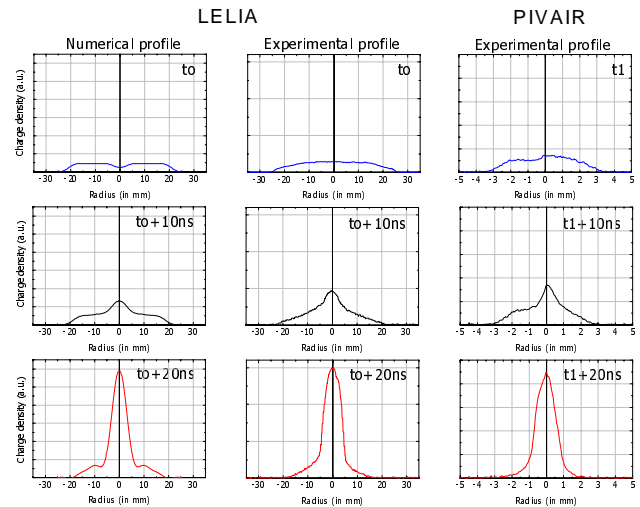 LELIA PIVAIR
Numerical profile Experimental profile Experimental profile
to to t1
Charge density (a.u.)
-30 -20 -10 0 10 20 30 -30 -20 -10 0 10 20 30 -5 -4 -3 -2 -1 0 1 2 3 4 5
Radius (in mm) Radius (in mm) Radius (in mm)
to+10ns to+10ns t1+10ns
Charge density (a.u.)
-30 -20 -10 0 10 20 30 -30 -20 -10 0 10 20 30 -5 -4 -3 -2 -1 0 1 2 3 4 5
Radius (in mm) Radius (in mm) Radius (in mm)
to+20ns to+20ns t1+20ns
Charge density (a.u.)
-30 -20 -10 0 10 20 30 -30 -20 -10 0 10 20 30 -5 -4 -3 -2 -1 0 1 2 3 4 5
Radius (in mm) Radius (in mm) Radius (in mm)